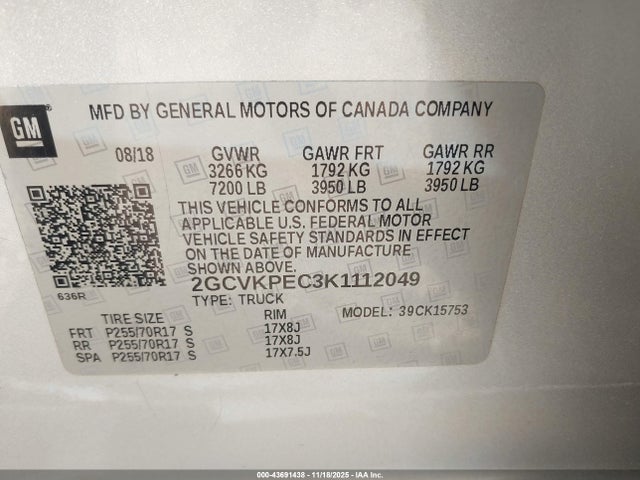 GM
MFD BY GENERAL MOTORS OF CANADA COMPANY
08/18 GVWR GAWR FRT GAWR RR
3266 KG 1792 KG 1792 KG
7200 LB 3950 LB 3950 LB
THIS VEHICLE CONFORMS TO ALL
APPLICABLE U.S. FEDERAL MOTOR
VEHICLE SAFETY STANDARDS IN EFFECT
ON THE DATE OF MANUFACTURE
SHOWN ABOVE.
636R
2GCVKPEC3K1112049
TYPE: TRUCK
MODEL: 39CK15753
TIRE SIZE RIM
FRT P255/70R17 S 17X8J
RR P255/70R17 S 17X8J
SPA P255/70R17 S 17X7.5J
000-43691438 - 11/18/2025 - IAA Inc.